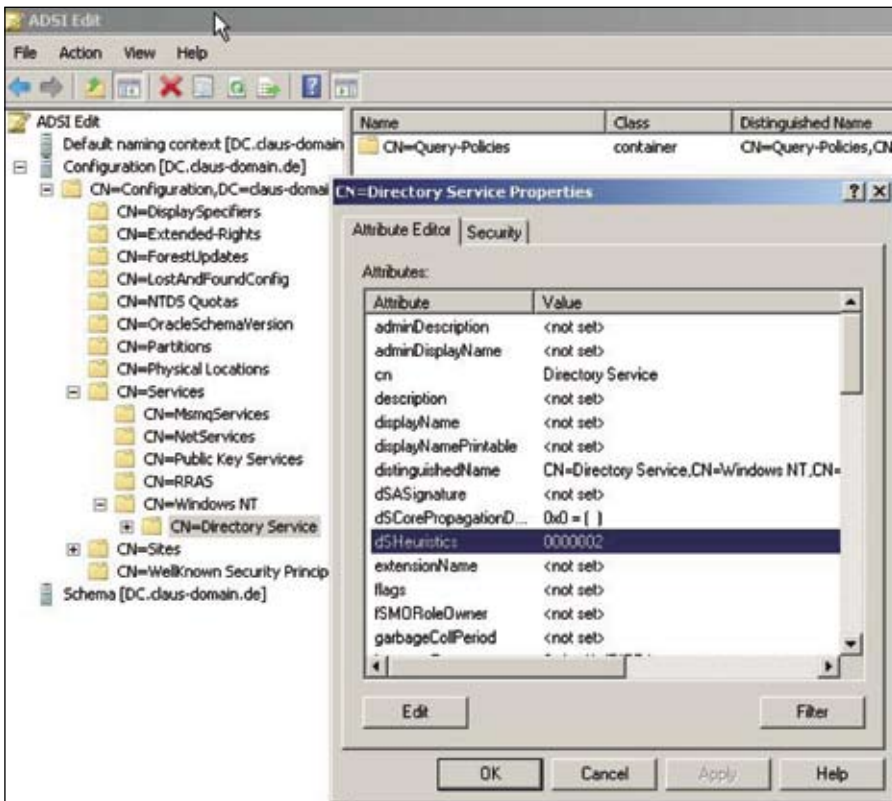 ADSI Edit
File Action View Help
ADSI Edit
Default naming context [DC.claus-domain
Configuration [DC.claus-domain.de]
CN=Configuration,DC=claus-domai
CN=DisplaySpecifiers
CN=Extended-Rights
CN=ForestUpdates
CN=LostAndFoundConfig
CN=NTDS Quotas
CN=OracleSchemaVersion
CN=Partitions
CN=Physical Locations
CN=Services
CN=MsmqServices
CN=NetServices
CN=Public Key Services
CN=RRAS
CN=Windows NT
CN=Directory Service
CN=Sites
CN=WellKnown Security Princip
Schema [DC.claus-domain.de]
Name Class Distinguished Name
CN=Query-Policies container CN=Query-Policies,CN
CN=Directory Service Properties
Attribute Editor Security
Attributes:
Attribute Value
adminDescription <not set>
adminDisplayName <not set>
cn Directory Service
description <not set>
displayName <not set>
displayNamePrintable <not set>
distinguishedName CN=Directory Service,CN=Windows NT,CN=
dSASignature <not set>
dSCorePropagationD... 0x0 = ( )
dSHeuristics 0000002
extensionName <not set>
flags <not set>
fSMORoleOwner <not set>
garbageCollPeriod <not set>
Edit Filter
OK Cancel Apply Help